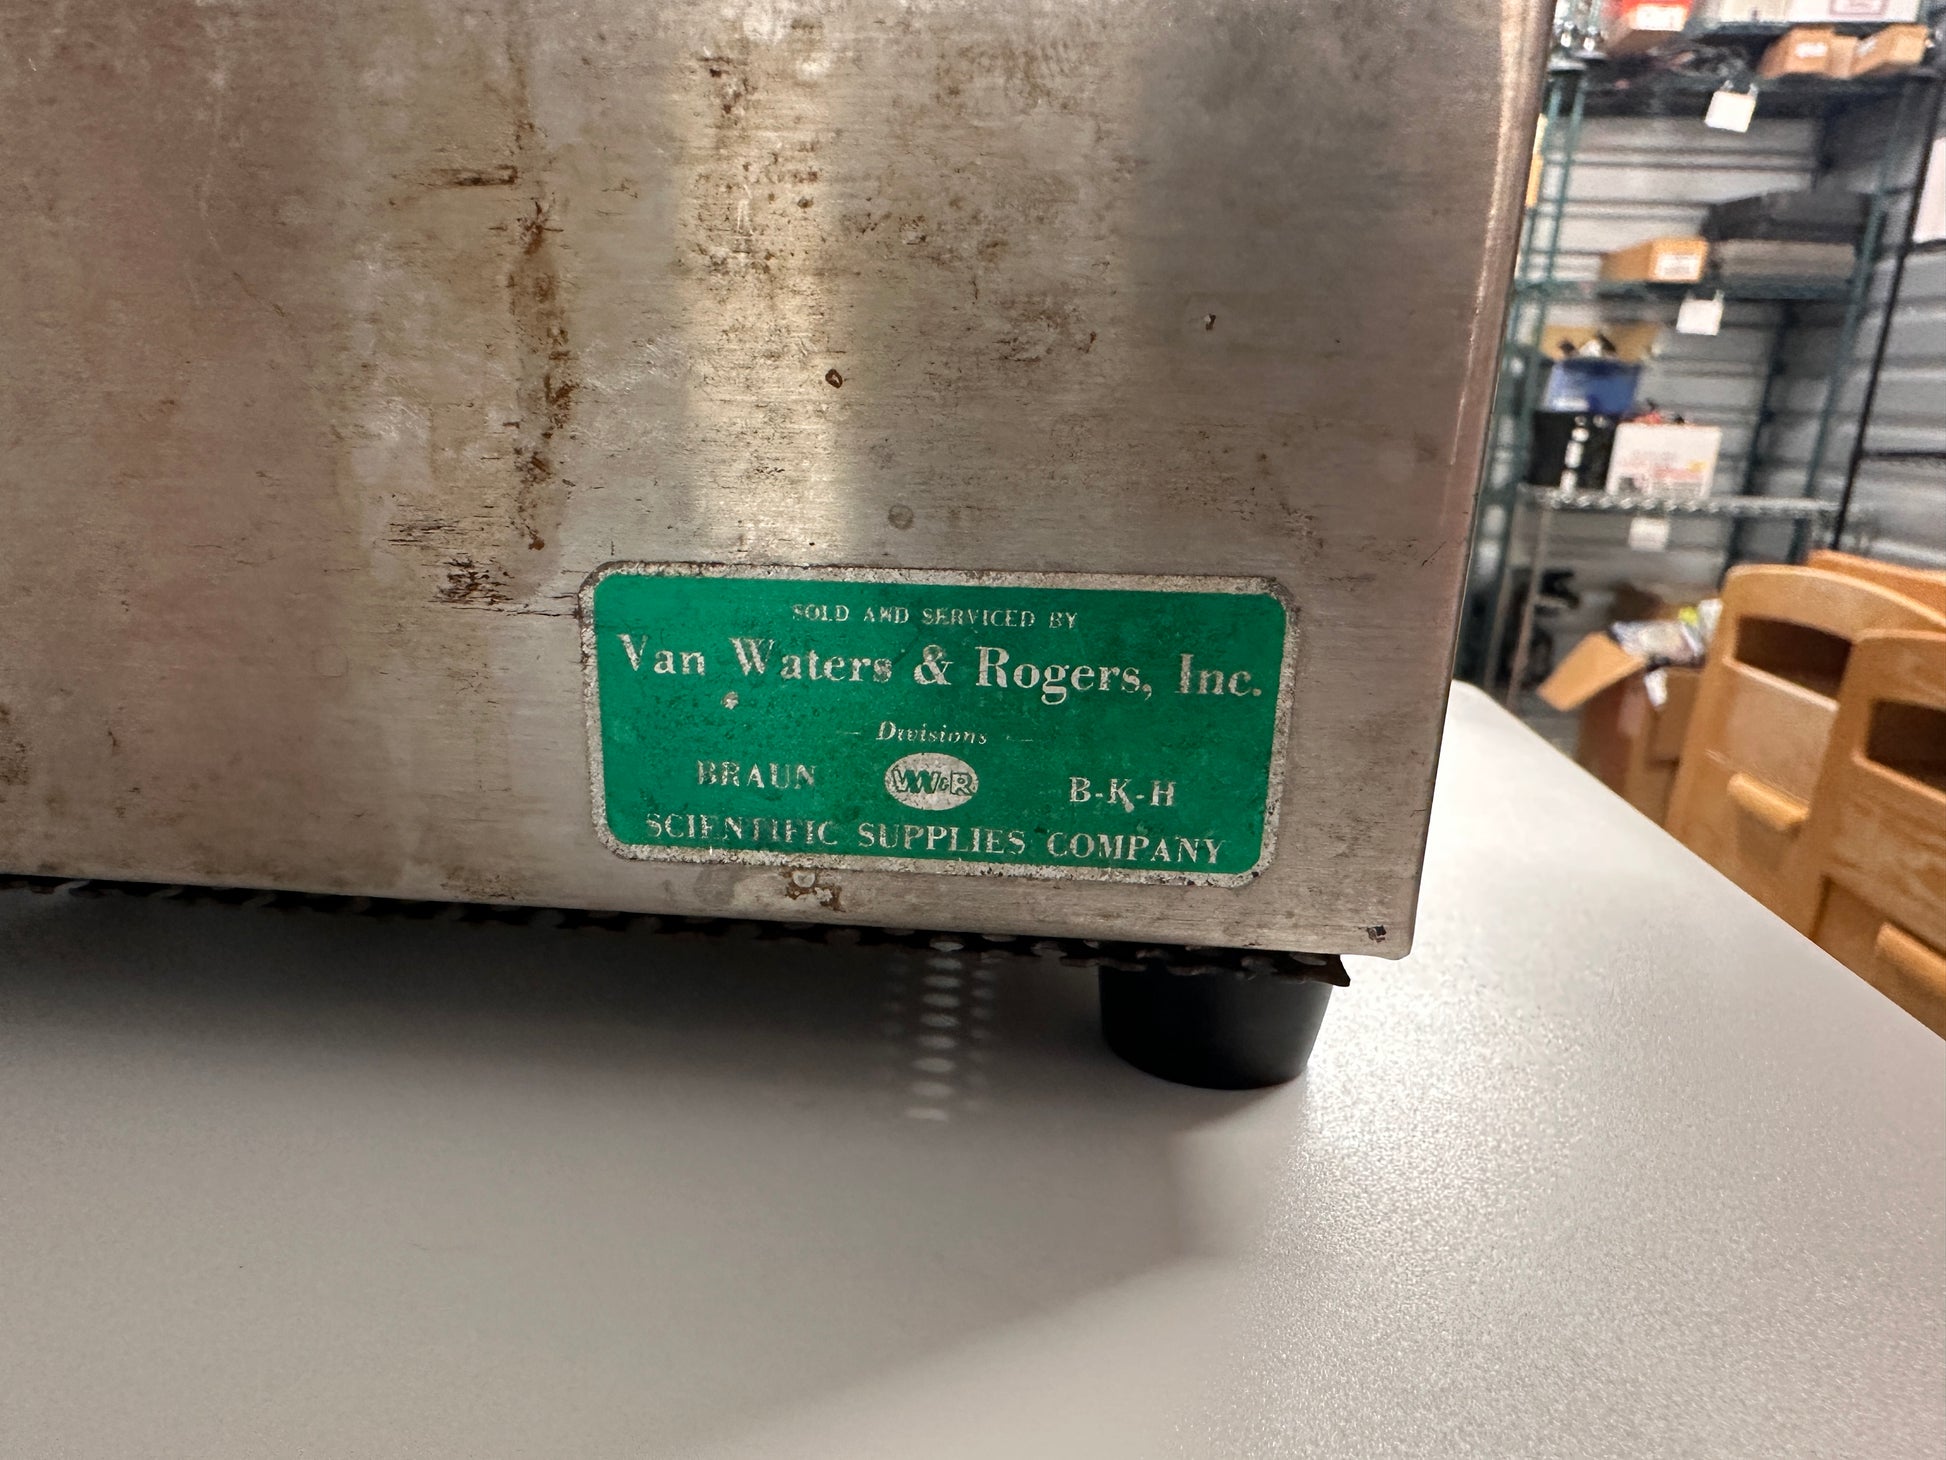 SOLD AND SERVICED BY
Van Waters & Rogers, Inc.
Divisions
BRAUN VW&R B-K-H
SCIENTIFIC SUPPLIES COMPANY